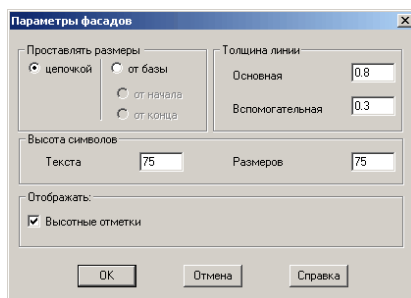 Параметры фасадов
Проставлять размеры
цепочкой
от базы
от начала
от конца
Толщина линии
Основная 0.8
Вспомогательная 0.3
Высота символов
Текста 75 Размеров 75
Отображать:
Высотные отметки
OK Отмена Справка